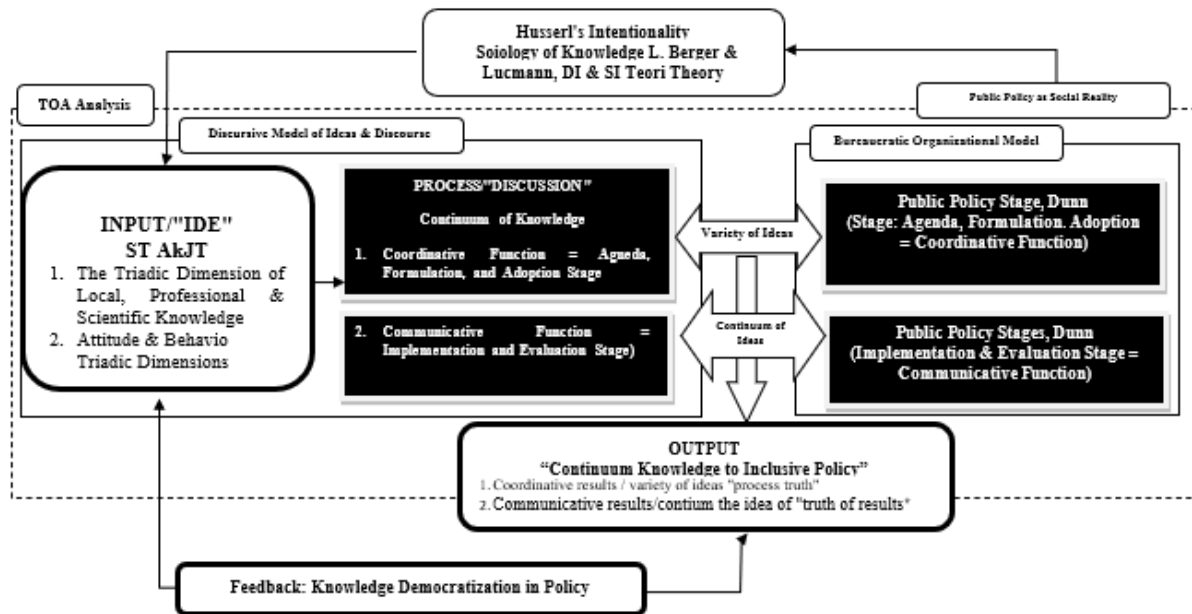 Husserl's Intentionality
Soiology of Knowledge L. Berger &
Lucmann, DI & SI Teori Theory
TOA Analysis
Public Policy as Social Reality
Discursive Model of Ideas & Discourse
Bureaucratic Organizational Model
INPUT/"IDE"
ST AkJT
1. The Triadic Dimension of
Local, Professional &
Scientific Knowledge
2. Attitude & Behavio
Triadic Dimensions
PROCESS/"DISCUSSION"
Continuum of Knowledge
1. Coordinative Function = Agneda,
Formulation, and Adoption Stage
2. Communicative Function =
Implementation and Evaluation Stage)
Variety of Ideas
Continuum of
Ideas
Public Policy Stage, Dunn
(Stage: Agenda, Formulation. Adoption
= Coordinative Function)
Public Policy Stages, Dunn
(Implementation & Evaluation Stage =
Communicative Function)
OUTPUT
“Continuum Knowledge to Inclusive Policy”
1. Coordinative results / variety of ideas "process truth"
2. Communicative results/contium the idea of "truth of results"
Feedback: Knowledge Democratization in Policy